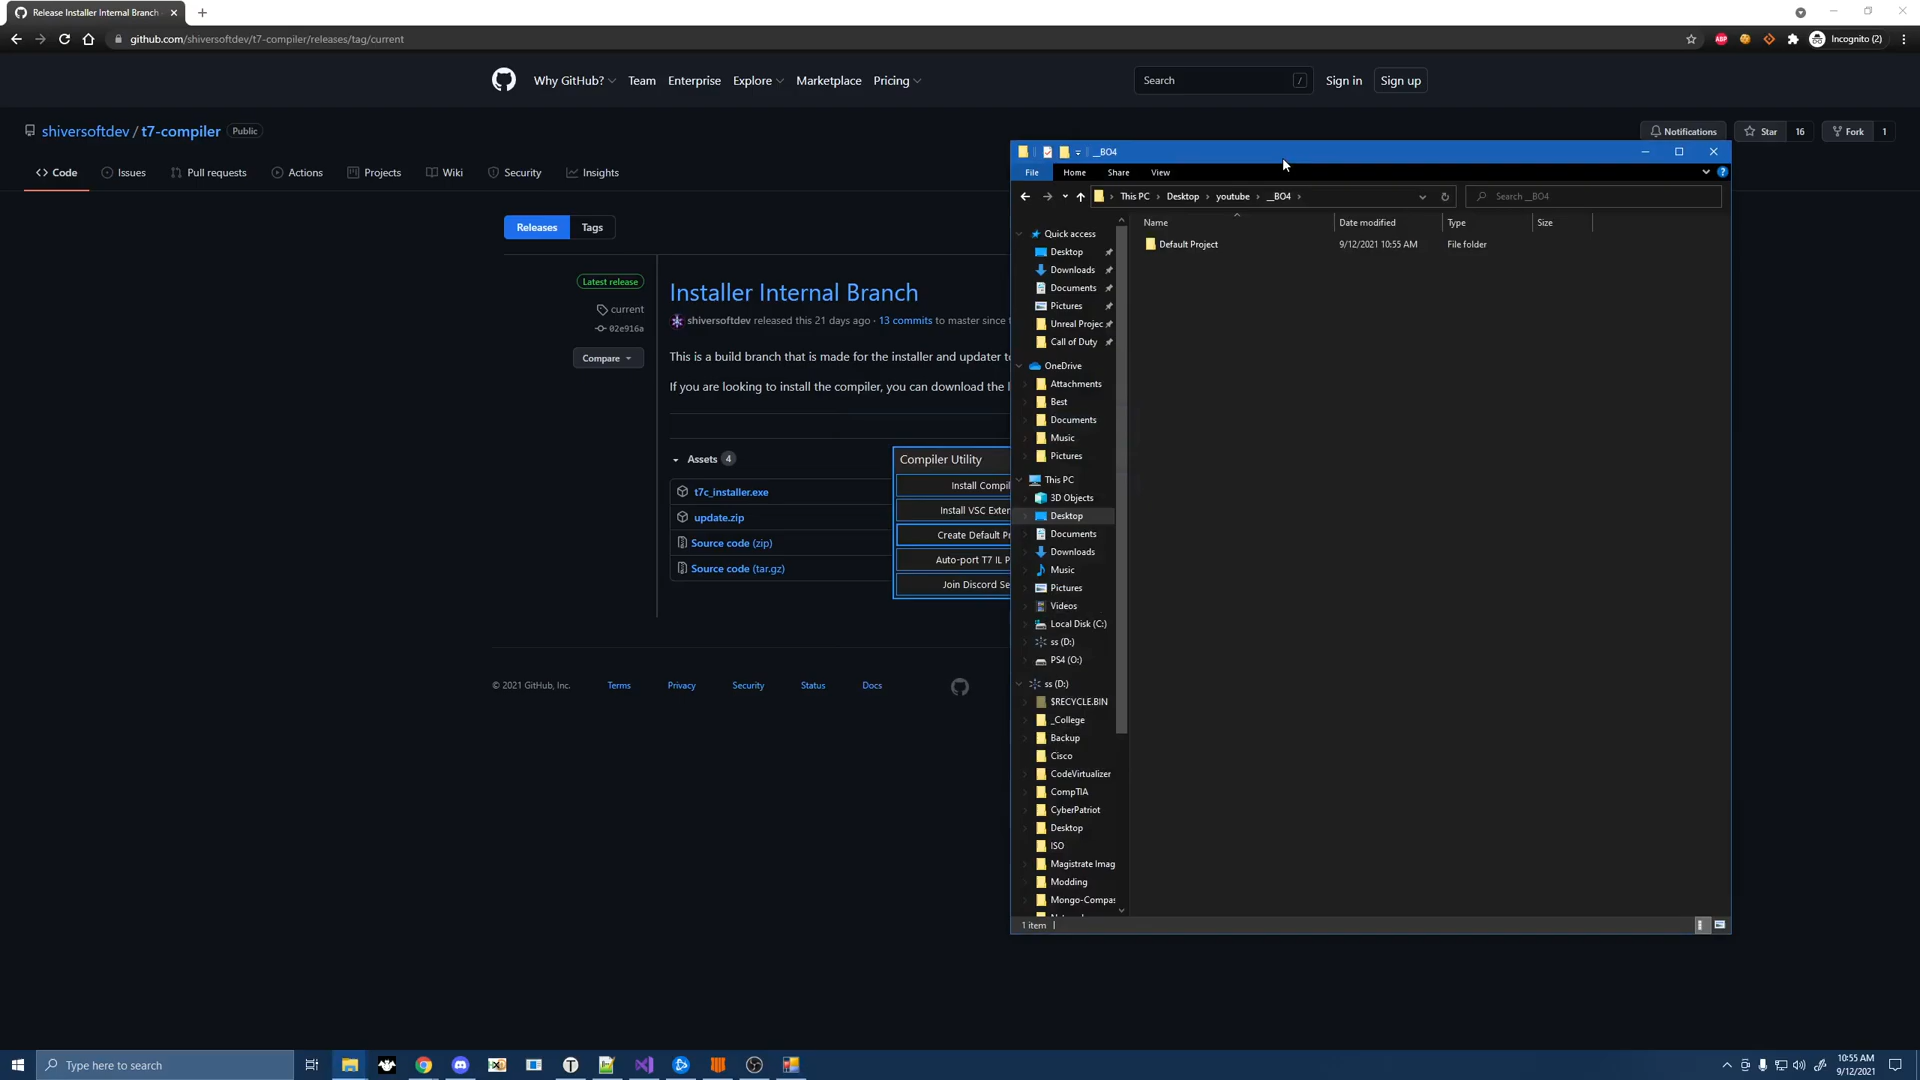 Release Installer Internal Branch
github.com/shiversoftdev/t7-compiler/releases/tag/current
ABP
Incognito (2)
Why GitHub? Team Enterprise Explore Marketplace Pricing
Search /
Sign in Sign up
shiversoftdev / t7-compiler Public
Notifications Star 16 Fork 1
Code Issues Pull requests Actions Projects Wiki Security Insights
Releases Tags
Latest release
current
02e916a
Compare
Installer Internal Branch
shiversoftdev released this 21 days ago · 13 commits to master since
This is a build branch that is made for the installer and updater
If you are looking to install the compiler, you can download the
Assets 4
t7c_installer.exe
update.zip
Source code (zip)
Source code (tar.gz)
Compiler Utility
Install Compil
Install VSC Exter
Create Default Pr
Auto-port T7 IL P
Join Discord Se
© 2021 GitHub, Inc. Terms Privacy Security Status Docs
__BO4
File Home Share View
This PC > Desktop > youtube > __BO4 >
Search __BO4
Name Date modified Type Size
Default Project 9/12/2021 10:55 AM File folder
Quick access
Desktop
Downloads
Documents
Pictures
Unreal Projec
Call of Duty
OneDrive
Attachments
Best
Documents
Music
Pictures
This PC
3D Objects
Desktop
Documents
Downloads
Music
Pictures
Videos
Local Disk (C:)
ss (D:)
PS4 (O:)
ss (D:)
$RECYCLE.BIN
_College
Backup
Cisco
CodeVirtualizer
CompTIA
CyberPatriot
Desktop
ISO
Magistrate Imag
Modding
Mongo-Compas
1 item
Type here to search
10:55 AM
9/12/2021